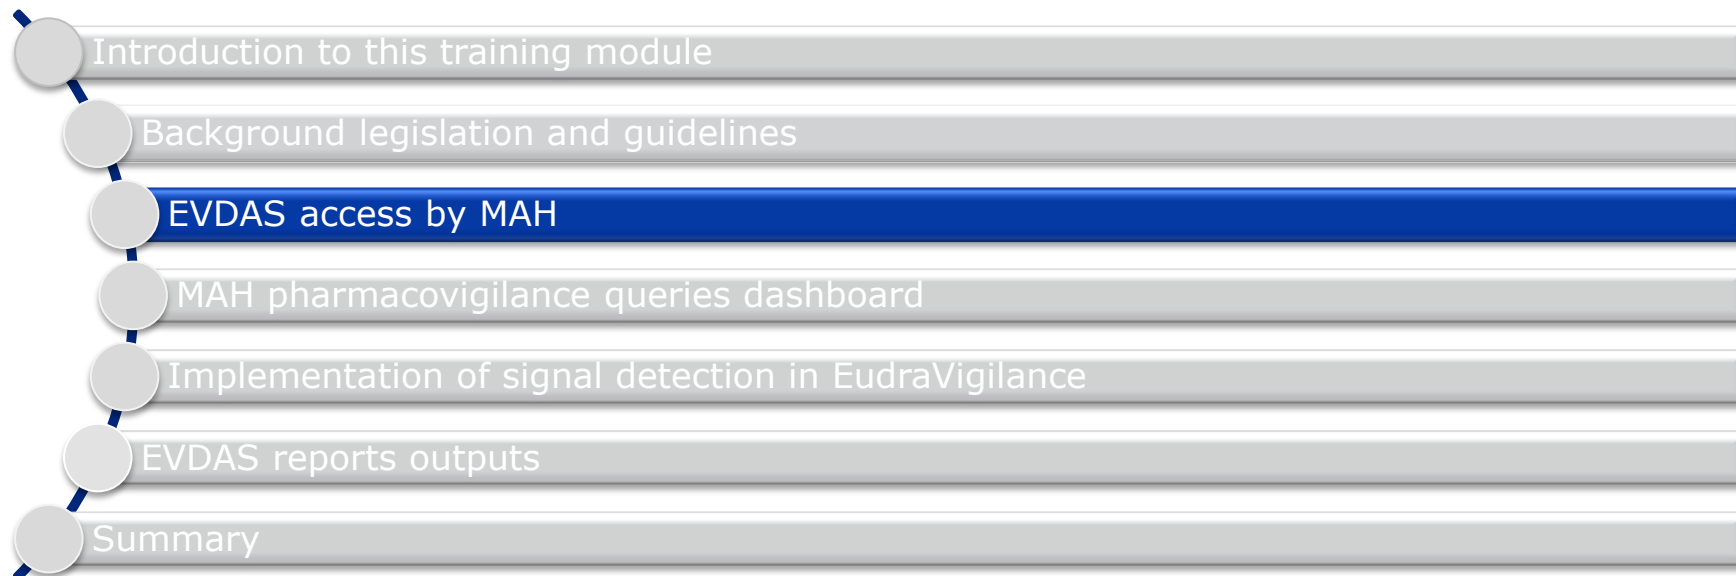 Introduction to this training module
Background legislation and guidelines
EVDAS access by MAH
MAH pharmacovigilance queries dashboard
Implementation of signal detection in EudraVigilance
EVDAS reports outputs
Summary